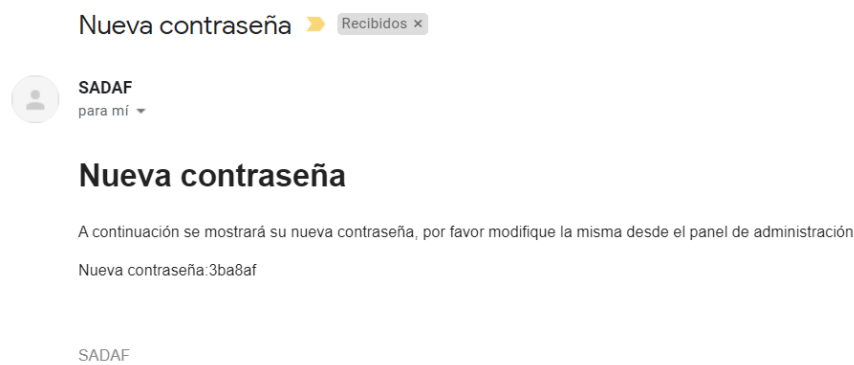 Nueva contraseña Recibidos ×
SADAF
para mí
Nueva contraseña
A continuación se mostrará su nueva contraseña, por favor modifique la misma desde el panel de administración
Nueva contraseña:3ba8af
SADAF